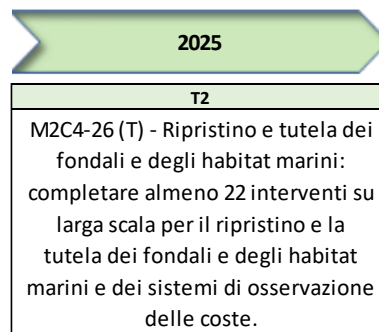 2025
T2
M2C4-26 (T) - Ripristino e tutela dei
fondali e degli habitat marini:
completare almeno 22 interventi su
larga scala per il ripristino e la
tutela dei fondali e degli habitat
marini e dei sistemi di osservazione
delle coste.